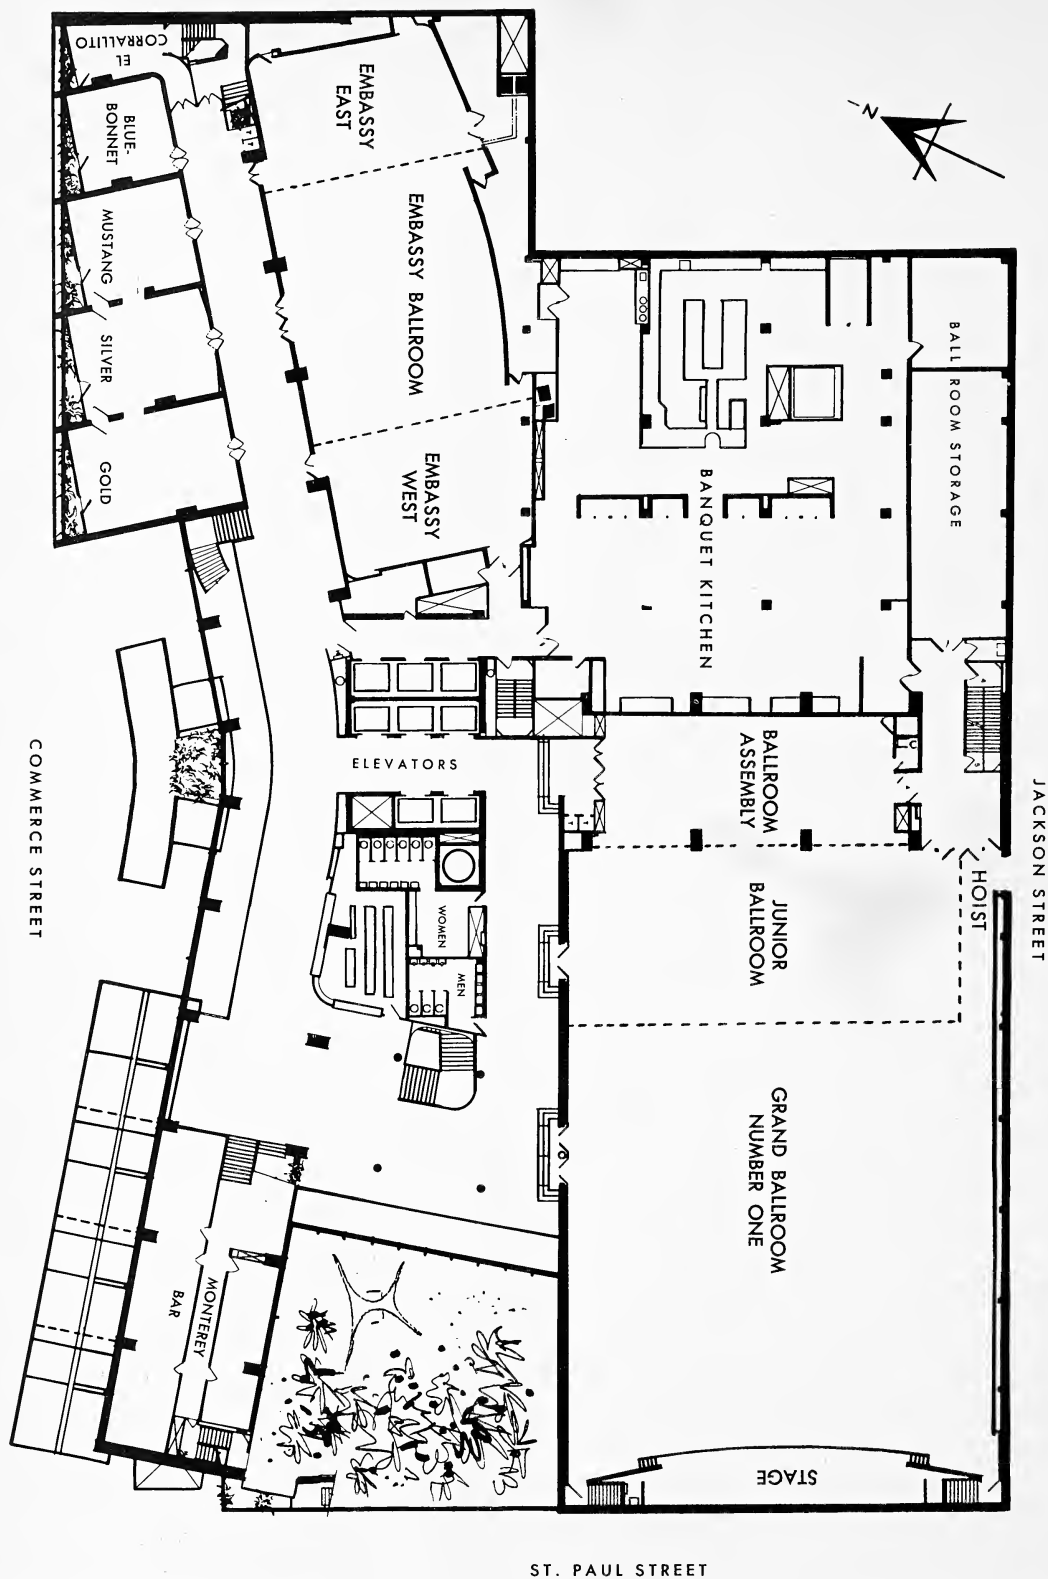 EL
CORRALLITO
BLUE-
BONNET
MUSTANG
SILVER
GOLD
EMBASSY
EAST
EMBASSY BALLROOM
EMBASSY
WEST
N
BALL ROOM STORAGE
BANQUET KITCHEN
ELEVATORS
BALLROOM
ASSEMBLY
WOMEN
MEN
JUNIOR
BALLROOM
HOIST
GRAND BALLROOM
NUMBER ONE
MONTEREY
BAR
STAGE
COMMERCE STREET
JACKSON STREET
ST. PAUL STREET